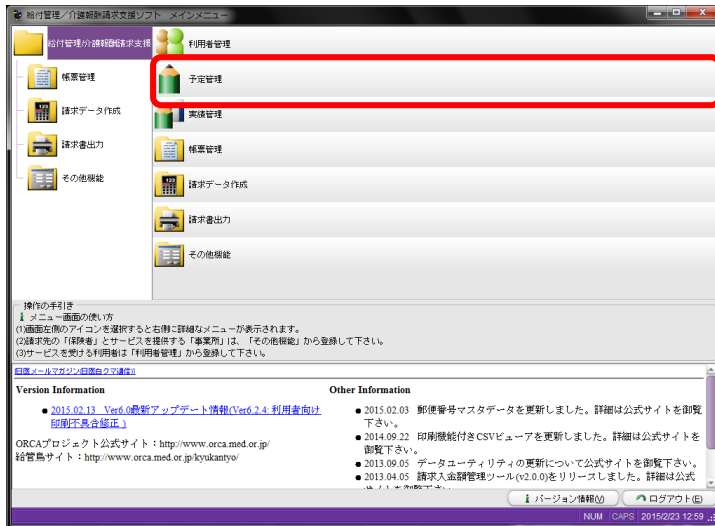 給付管理/介護報酬請求支援ソフト メインメニュー
給付管理/介護報酬請求支援
帳票管理
請求データ作成
請求書出力
その他機能
利用者管理
予定管理
実績管理
帳票管理
請求データ作成
請求書出力
その他機能
操作の手引き
メニュー画面の使い方
(1)画面左側のアイコンを選択すると右側に詳細なメニューが表示されます。
(2)請求先の「保険者」とサービスを提供する「事業所」は、「その他機能」から登録して下さい。
(3)サービスを受ける利用者は「利用者管理」から登録して下さい。
日医メールマガジン(日医白クマ通信)
Version Information
● 2015.02.13 Ver6.0最新アップデート情報(Ver6.2.4: 利用者向け
印刷不具合修正 )
ORCAプロジェクト公式サイト:http://www.orca.med.or.jp/
給管鳥サイト:http://www.orca.med.or.jp/kyukantyo/
Other Information
● 2015.02.03 郵便番号マスタデータを更新しました。詳細は公式サイトを御覧
下さい。
● 2014.09.22 印刷機能付きCSVビューアを更新しました。詳細は公式サイトを
御覧下さい。
● 2013.09.05 データユーティリティの更新について公式サイトを御覧下さい。
● 2013.04.05 請求入金額管理ツール(v2.0.0)をリリースしました。詳細は公式
バージョン情報(V)
ログアウト(E)
NUM CAPS 2015/2/23 12:59